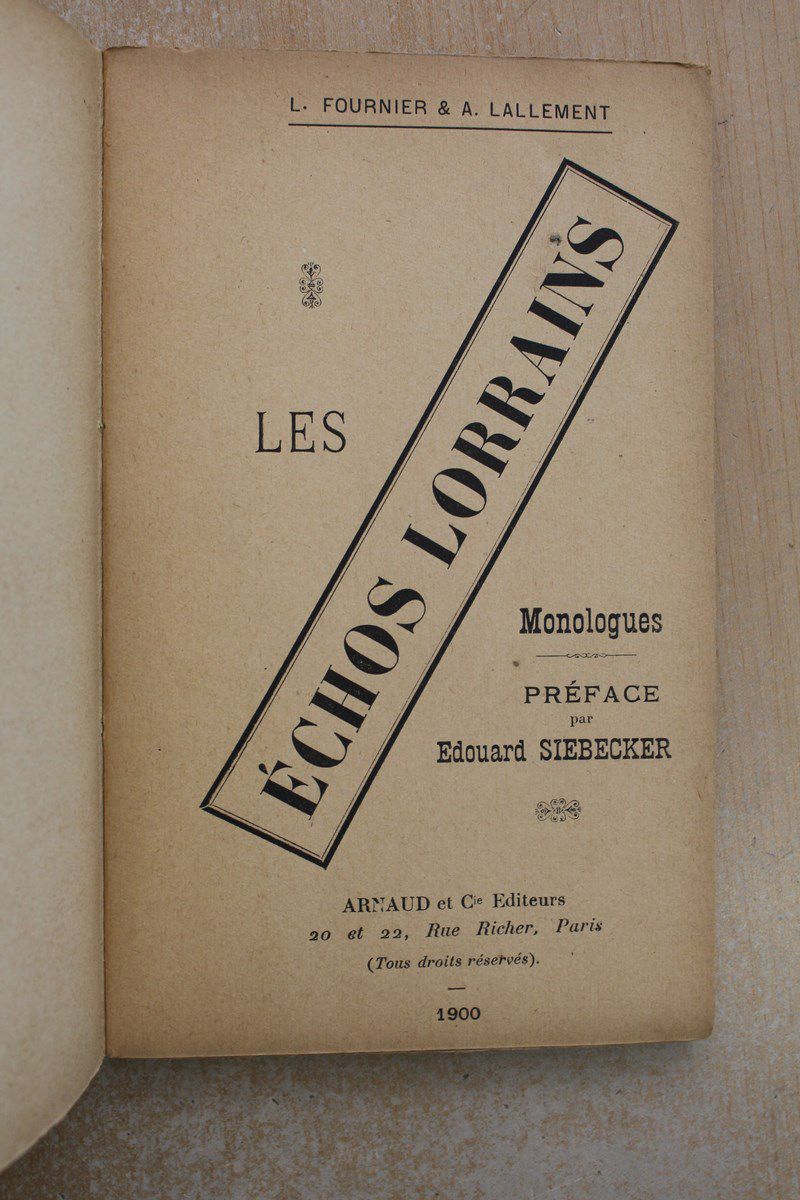 L. FOURNIER & A. LALLEMENT
LES
ÉCHOS LORRAINS
Monologues
PRÉFACE
par
Edouard SIEBECKER
ARNAUD et Cie Editeurs
20 et 22, Rue Richer, Paris
(Tous droits réservés).
1900